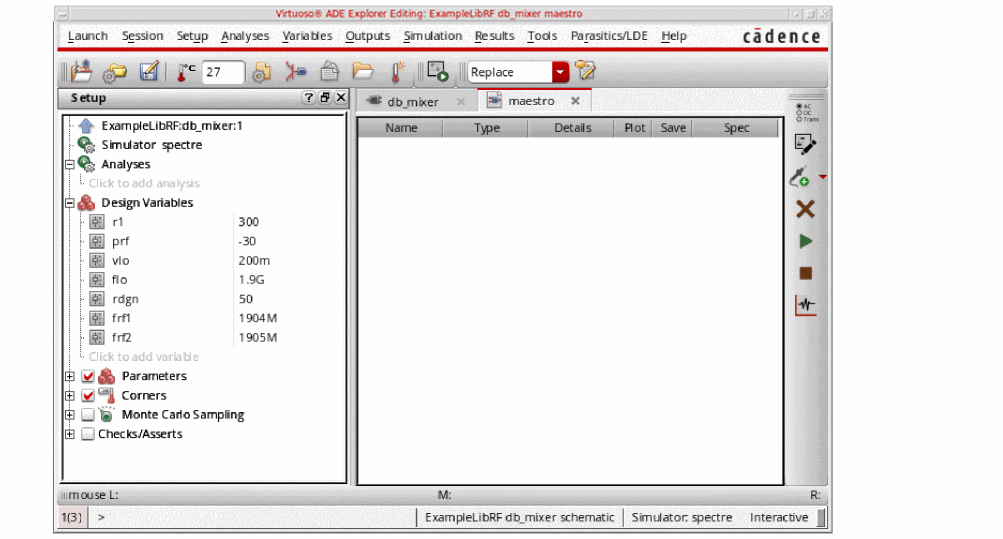 Virtuoso® ADE Explorer Editing: ExampleLibRF db_mixer maestro
Launch Session Setup Analyses Variables Outputs Simulation Results Tools Parasitics/LDE Help cādence
°C 27 Replace
Setup ? X db_mixer × maestro ×
Name Type Details Plot Save Spec
AC
DC
Trans
ExampleLibRF:db_mixer:1
Simulator spectre
Analyses
Click to add analysis
Design Variables
r1 300
prf -30
vlo 200m
flo 1.9G
rdgn 50
frf1 1904M
frf2 1905M
Click to add variable
Parameters
Corners
Monte Carlo Sampling
Checks/Asserts
mouse L: M: R:
1(3) > ExampleLibRF db_mixer schematic Simulator: spectre Interactive